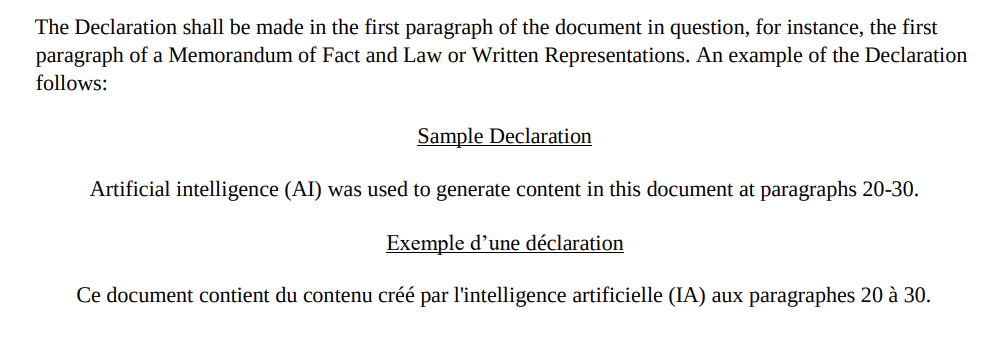 The Declaration shall be made in the first paragraph of the document in question, for instance, the first
paragraph of a Memorandum of Fact and Law or Written Representations. An example of the Declaration
follows:
Sample Declaration
Artificial intelligence (AI) was used to generate content in this document at paragraphs 20-30.
Exemple d’une déclaration
Ce document contient du contenu créé par l'intelligence artificielle (IA) aux paragraphes 20 à 30.